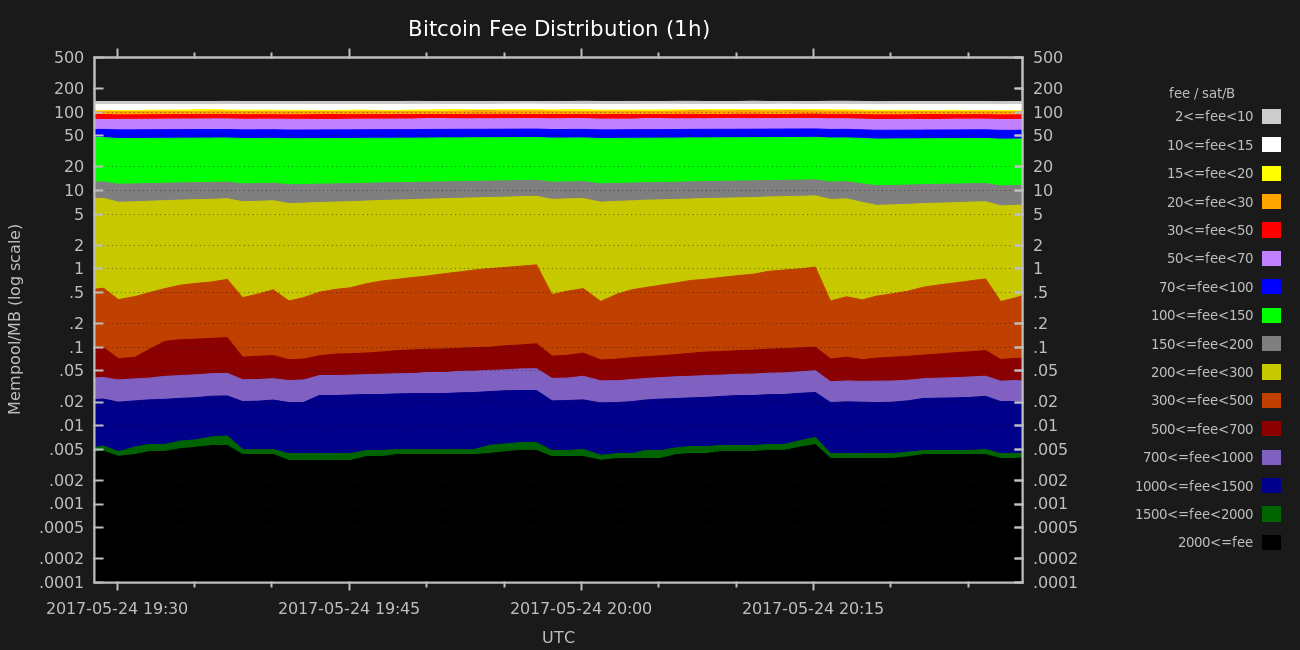 Bitcoin Fee Distribution (1h)
Mempool/MB (log scale)
500
200
100
50
20
10
5
2
1
.5
.2
.1
.05
.02
.01
.005
.002
.001
.0005
.0002
.0001
500
200
100
50
20
10
5
2
1
.5
.2
.1
.05
.02
.01
.005
.002
.001
.0005
.0002
.0001
2017-05-24 19:30 2017-05-24 19:45 2017-05-24 20:00 2017-05-24 20:15
UTC
fee / sat/B
2<=fee<10
10<=fee<15
15<=fee<20
20<=fee<30
30<=fee<50
50<=fee<70
70<=fee<100
100<=fee<150
150<=fee<200
200<=fee<300
300<=fee<500
500<=fee<700
700<=fee<1000
1000<=fee<1500
1500<=fee<2000
2000<=fee